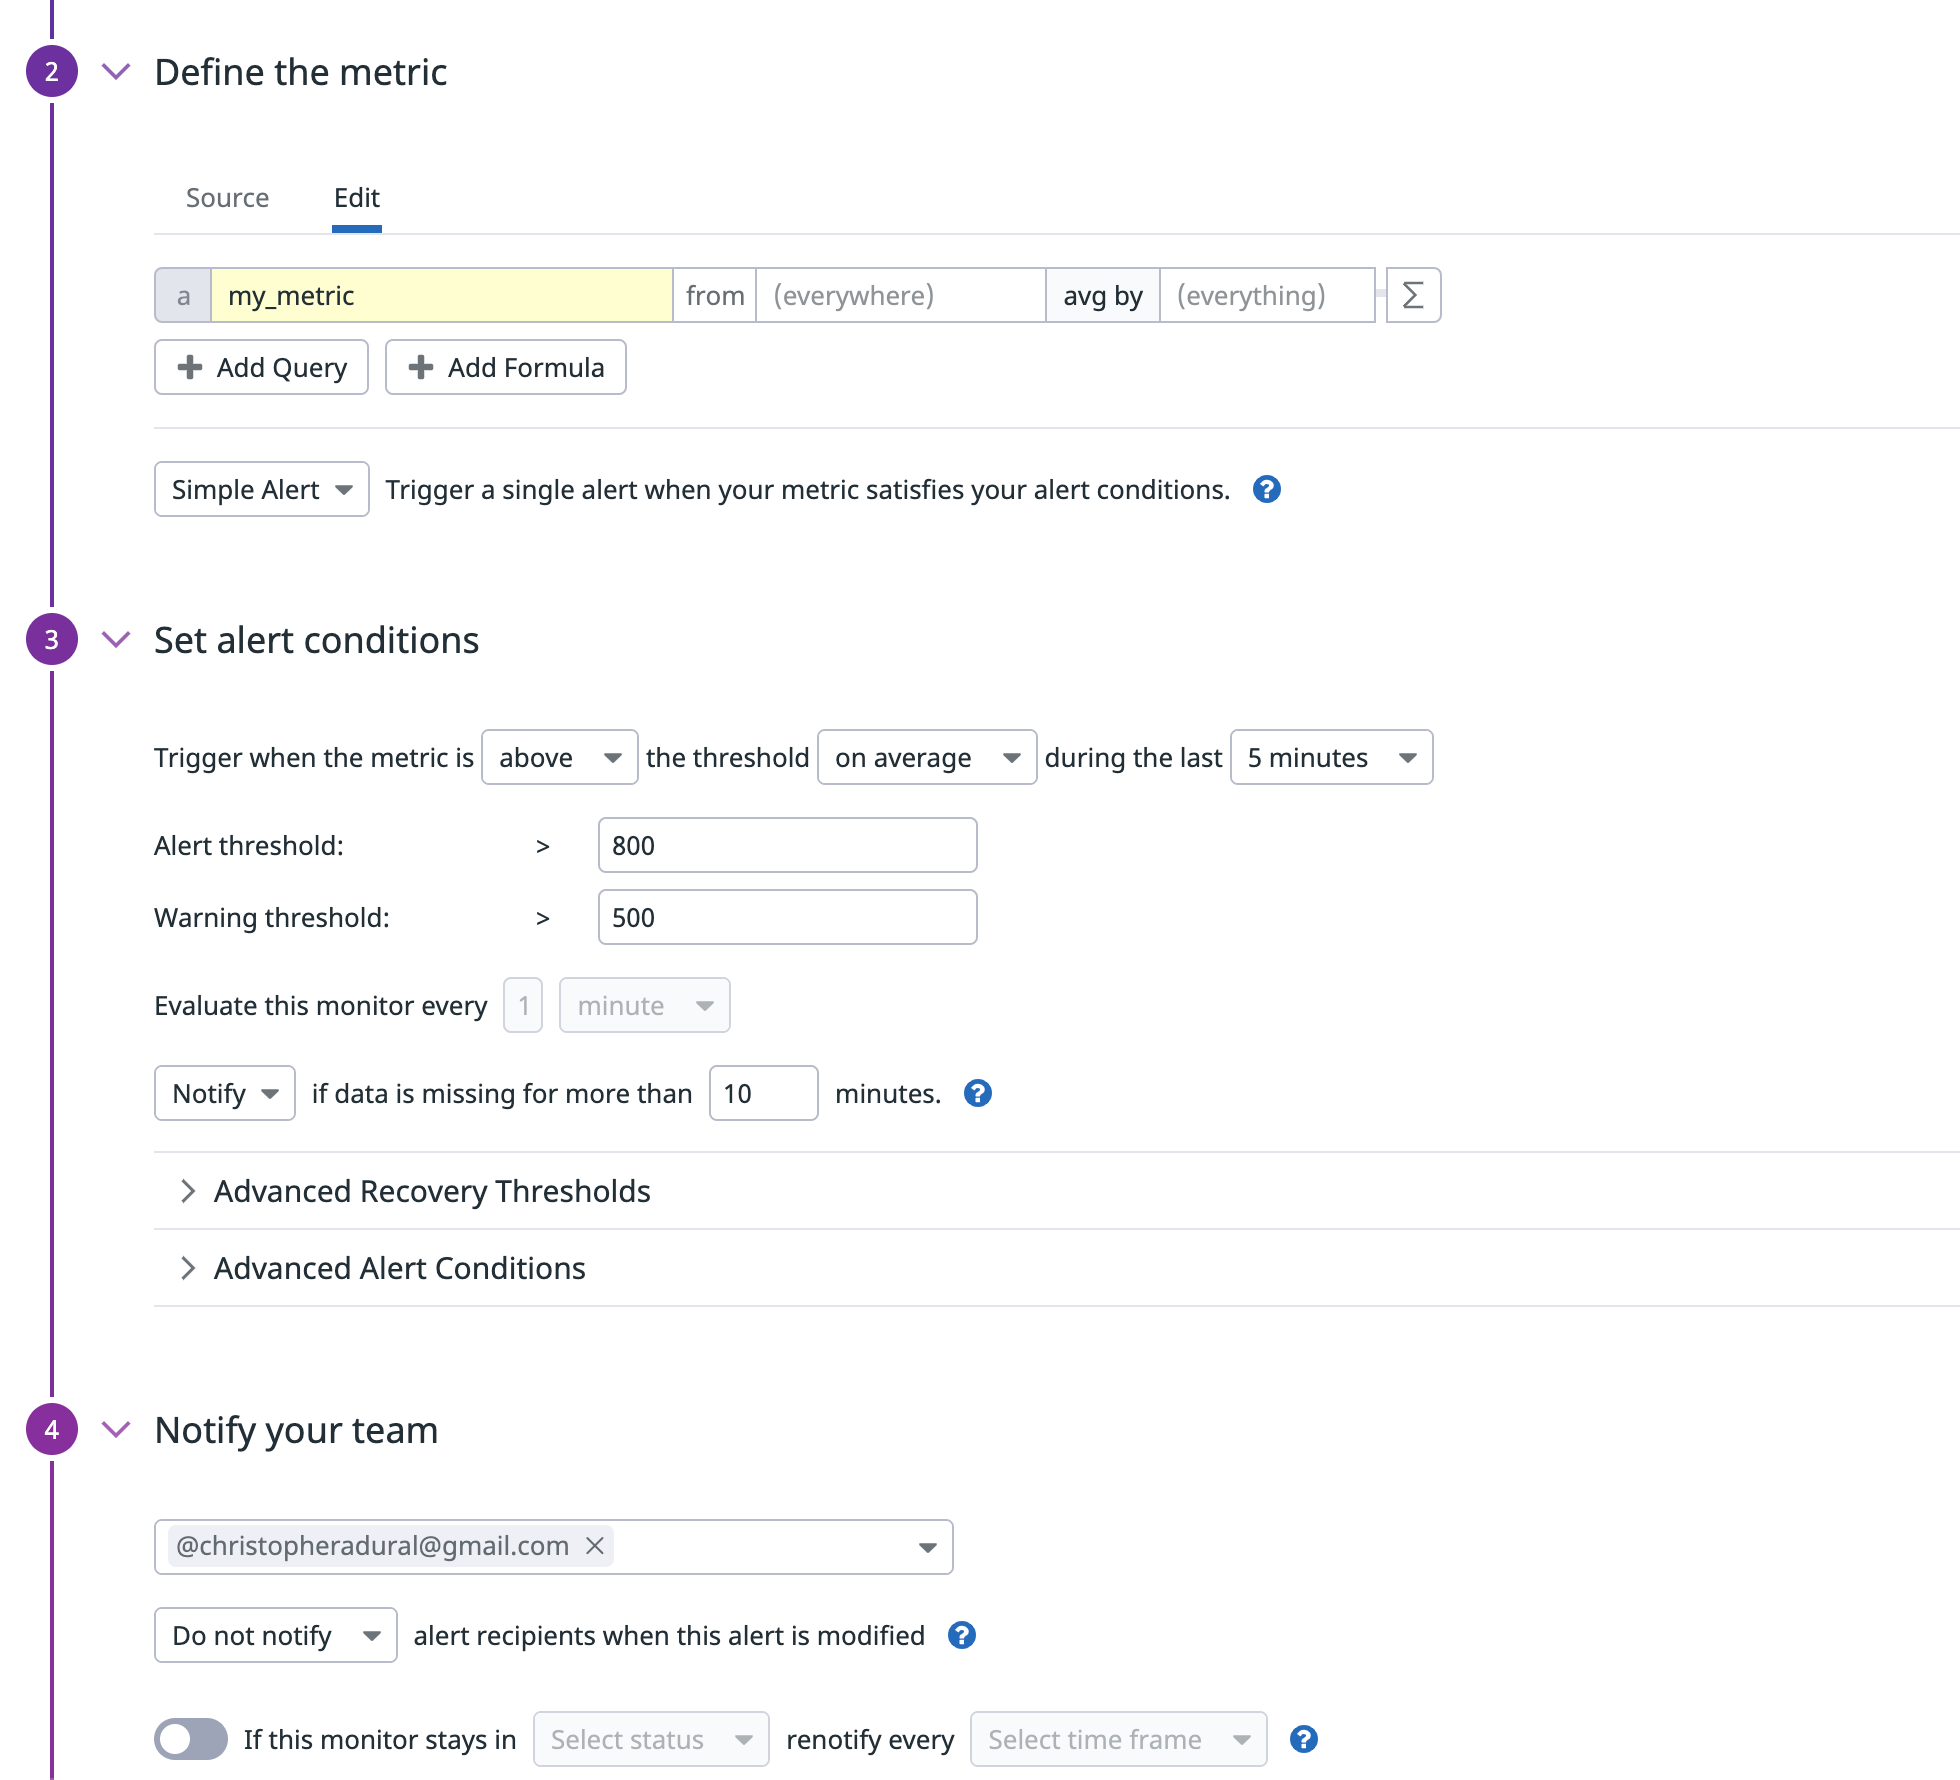 2 Define the metric
Source Edit
a my_metric from (everywhere) avg by (everything) Σ
Add Query Add Formula
Simple Alert Trigger a single alert when your metric satisfies your alert conditions. ?
3 Set alert conditions
Trigger when the metric is above the threshold on average during the last 5 minutes
Alert threshold: > 800
Warning threshold: > 500
Evaluate this monitor every 1 minute
Notify if data is missing for more than 10 minutes. ?
Advanced Recovery Thresholds
Advanced Alert Conditions
4 Notify your team
@christopheradural@gmail.com
Do not notify alert recipients when this alert is modified ?
If this monitor stays in Select status renotify every Select time frame ?